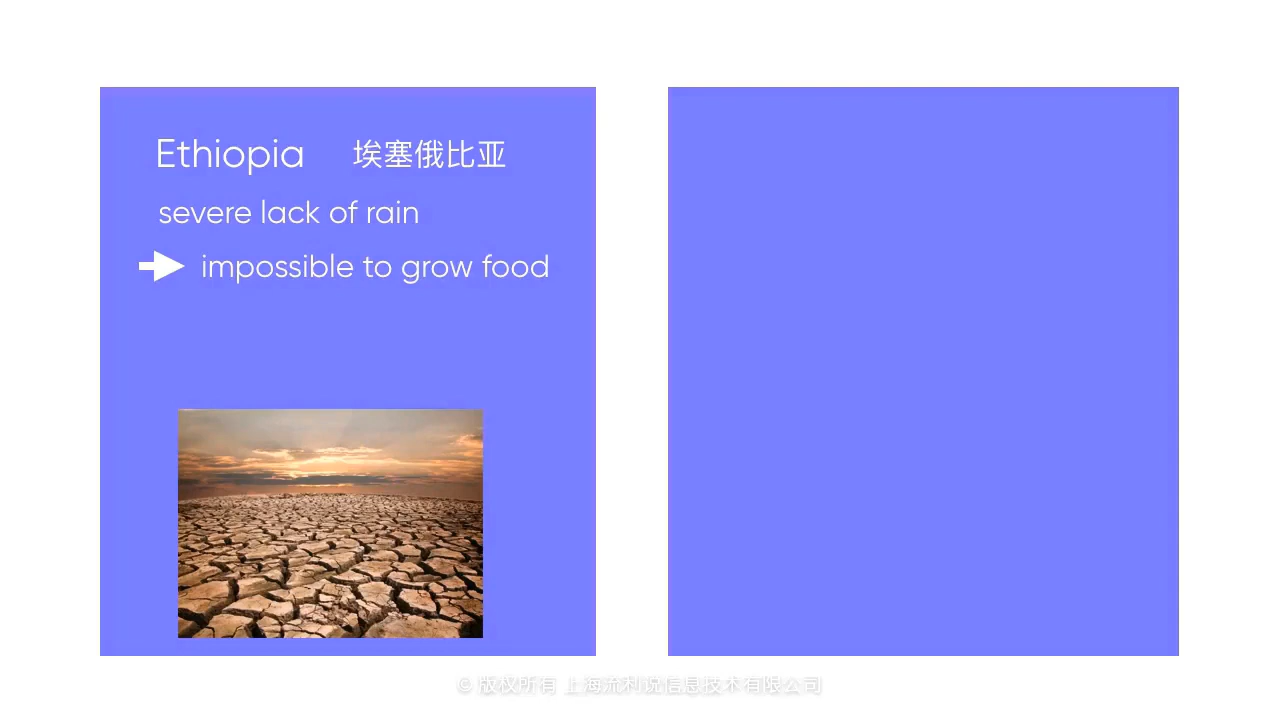 Ethiopia 埃塞俄比亚
severe lack of rain
impossible to grow food
© 版权所有 上海流利说信息技术有限公司